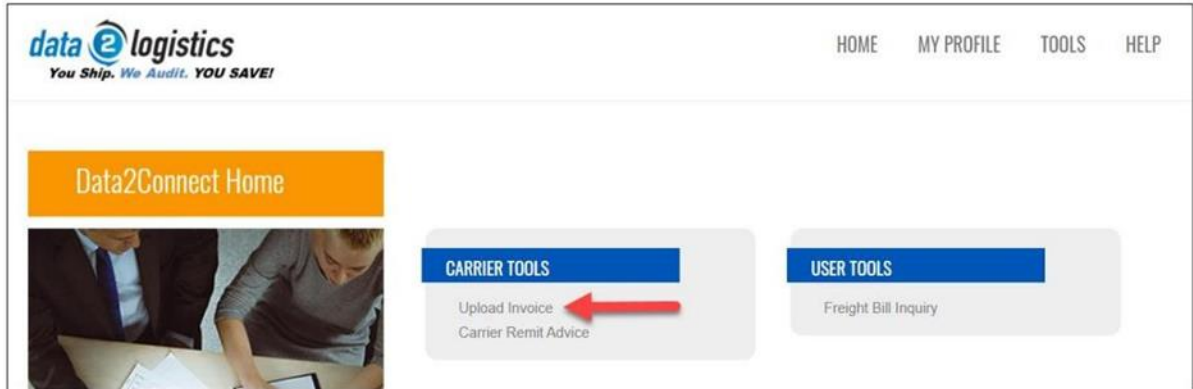 data 2 logistics
You Ship. We Audit. YOU SAVE!
HOME MY PROFILE TOOLS HELP
Data2Connect Home
CARRIER TOOLS
Upload Invoice
Carrier Remit Advice
USER TOOLS
Freight Bill Inquiry